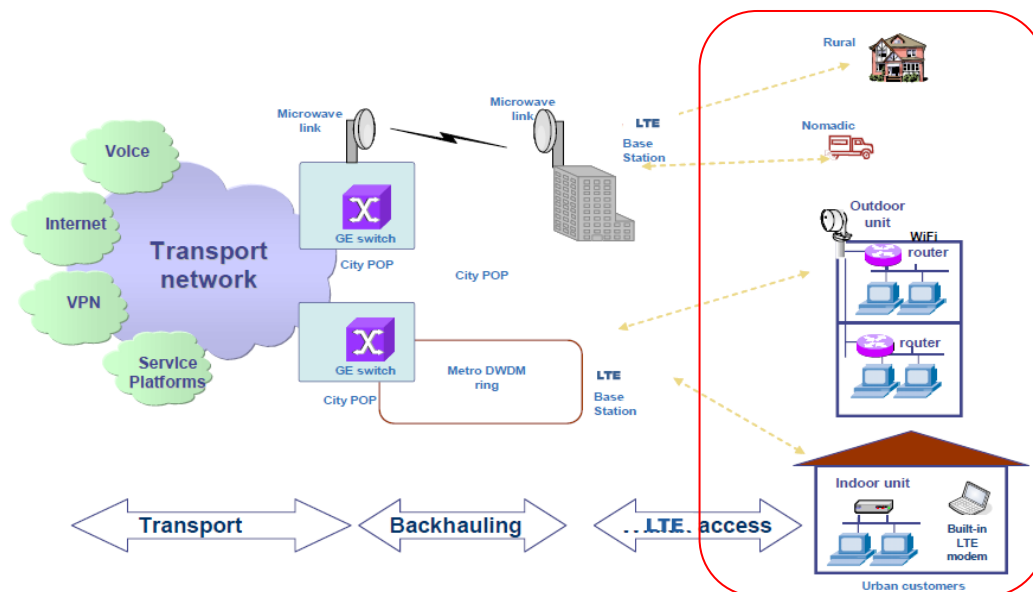 Rural
Microwave
link
Microwave
link
LTE
Base
Station
Nomadic
Voice
Internet
Transport
network
GE switch
City POP
City POP
Outdoor
unit
WiFi
router
VPN
Service
Platforms
GE switch
City POP
Metro DWDM
ring
LTE
Base
Station
router
Indoor unit
Built-in
LTE
modem
Transport
Backhauling
LTE access
Urban customers